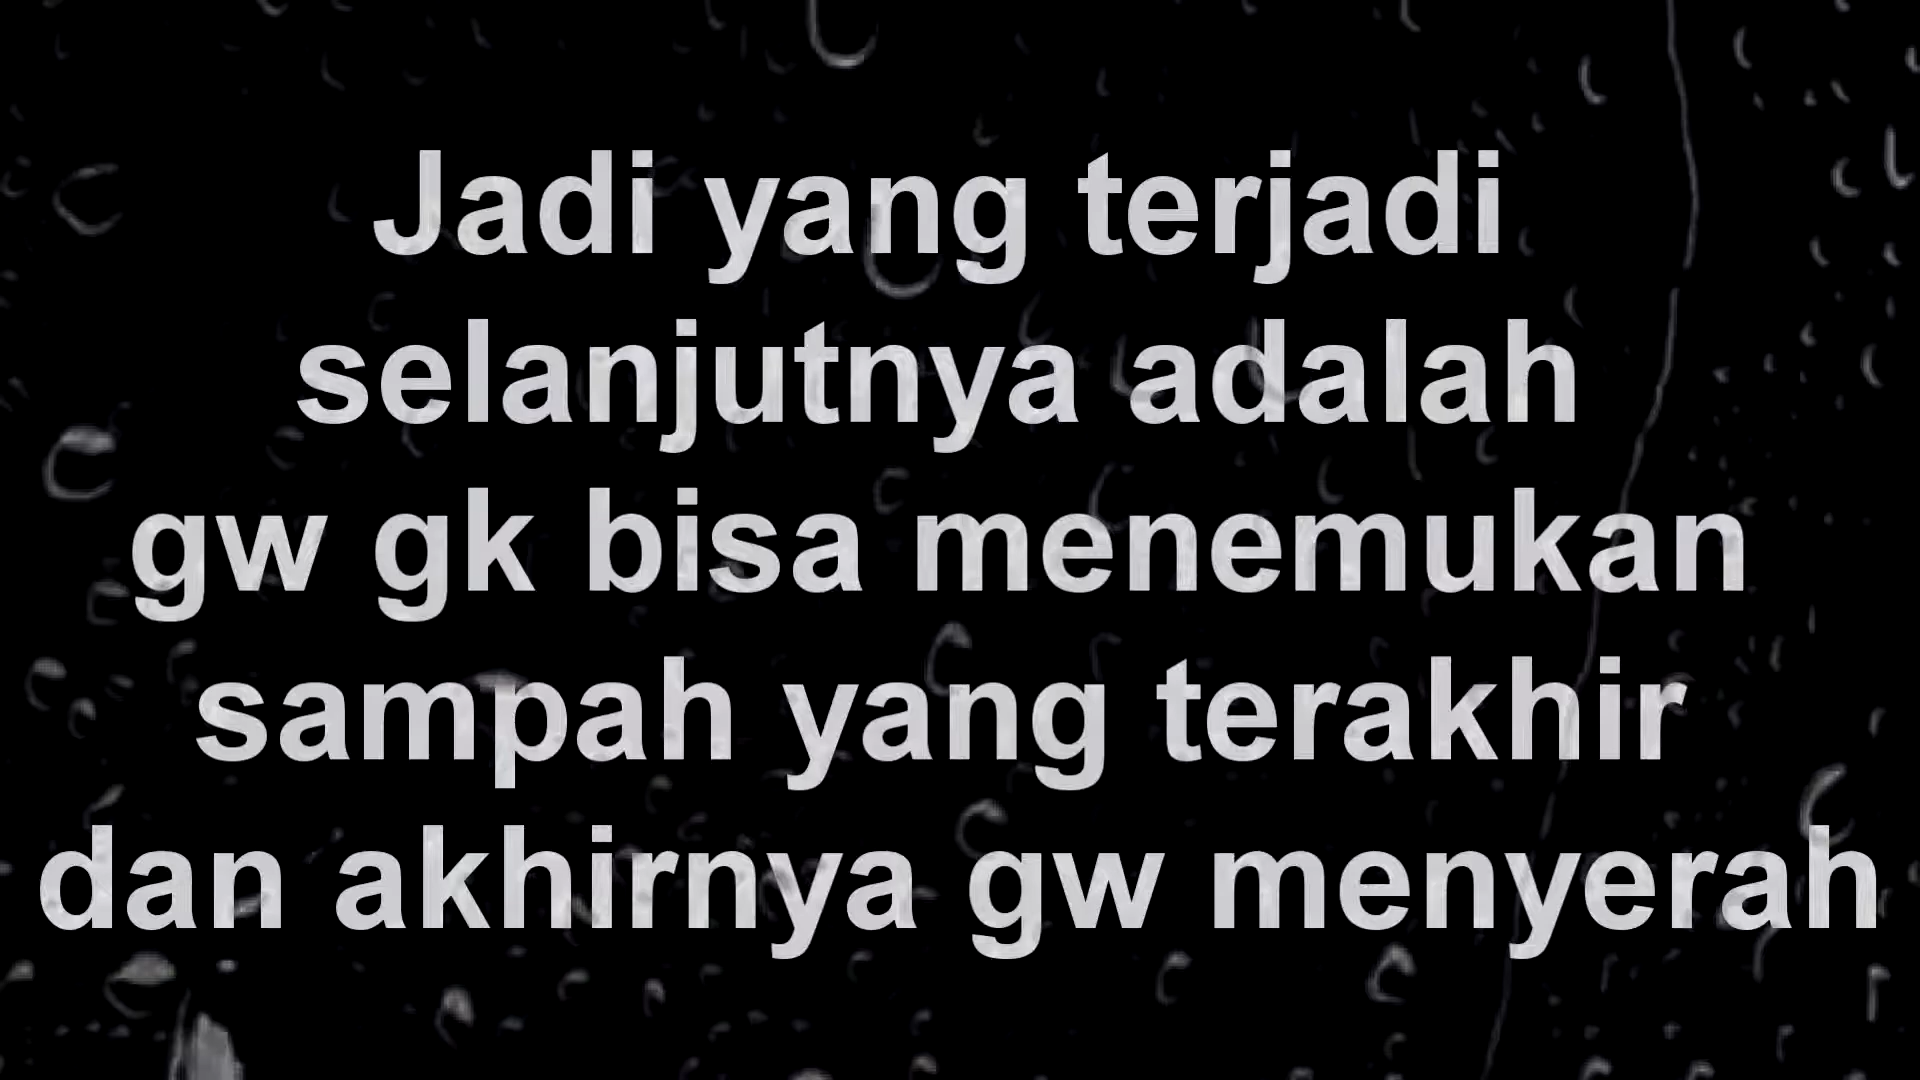 Jadi yang terjadi
selanjutnya adalah
gw gk bisa menemukan
sampah yang terakhir
dan akhirnya gw menyerah